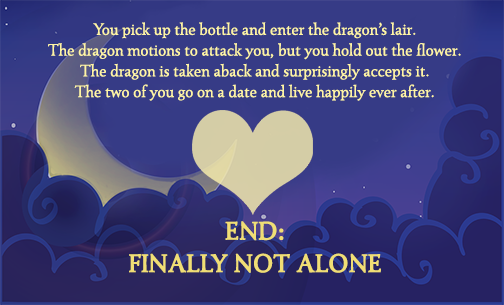 You pick up the bottle and enter the dragon's lair.
The dragon motions to attack you, but you hold out the flower.
The dragon is taken aback and surprisingly accepts it.
The two of you go on a date and live happily ever after.
END:
FINALLY NOT ALONE